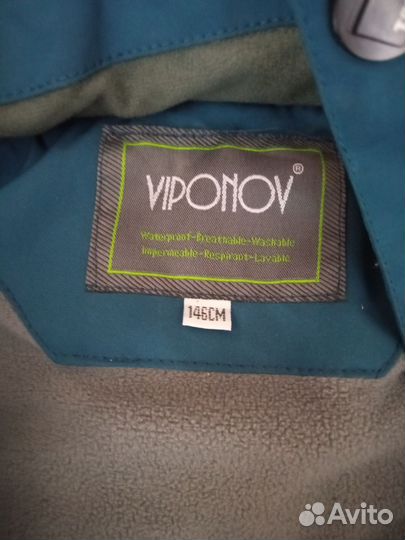 VIPONOV®
Waterproof-Breathable-Washable
Impermeable-Respirant-Lavable
146CM
Avito